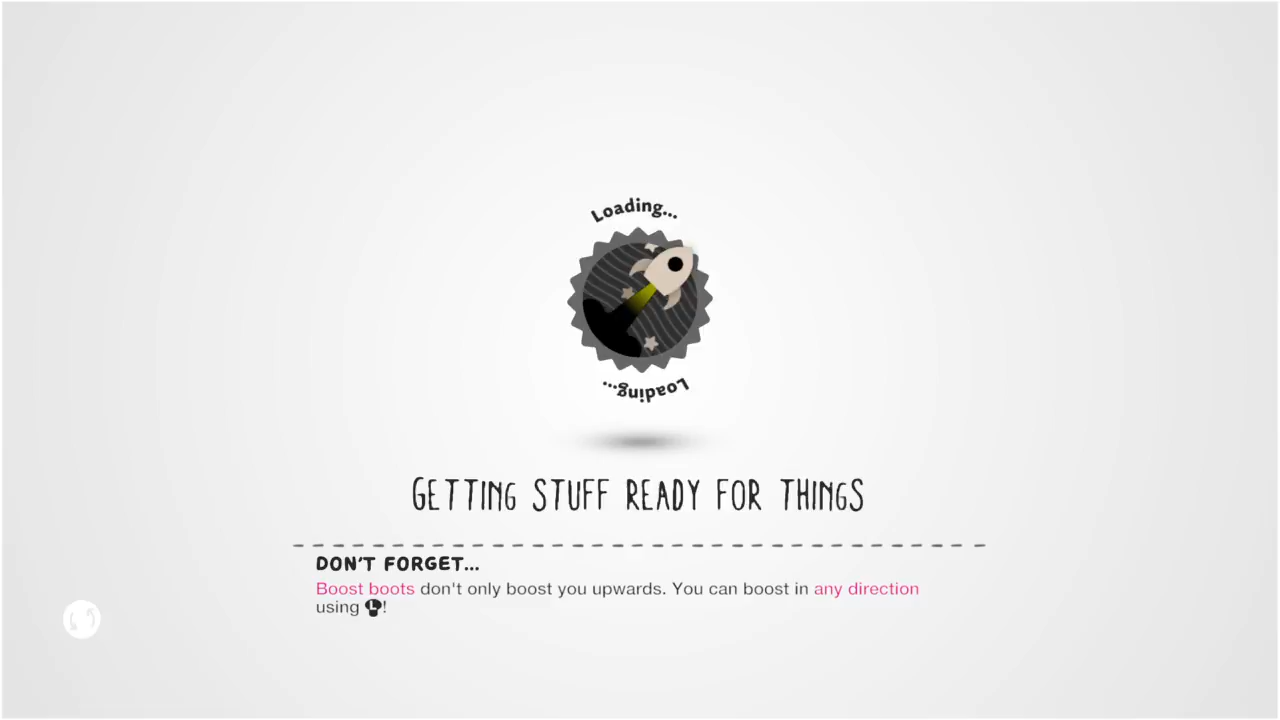 Loading...
Loading...
GETTING STUFF READY FOR THINGS
DON'T FORGET...
Boost boots don't only boost you upwards. You can boost in any direction
using L!